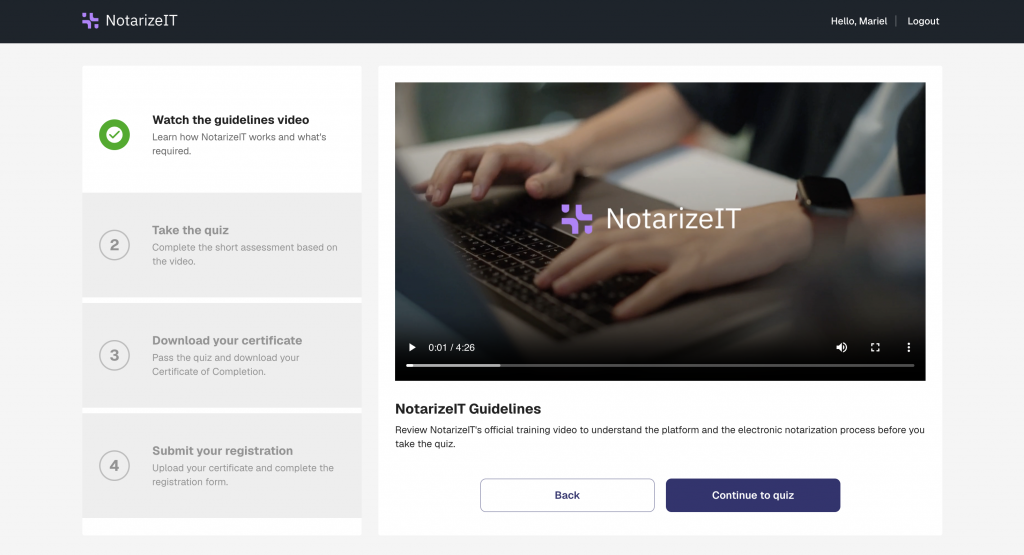 NotarizeIT
Hello, Mariel
Logout
Watch the guidelines video
Learn how NotarizeIT works and what's
required.
2
Take the quiz
Complete the short assessment based on
the video.
3
Download your certificate
Pass the quiz and download your
Certificate of Completion.
4
Submit your registration
Upload your certificate and complete the
registration form.
NotarizeIT
0:01 / 4:26
NotarizeIT Guidelines
Review NotarizeIT's official training video to understand the platform and the electronic notarization process before you
take the quiz.
Back
Continue to quiz